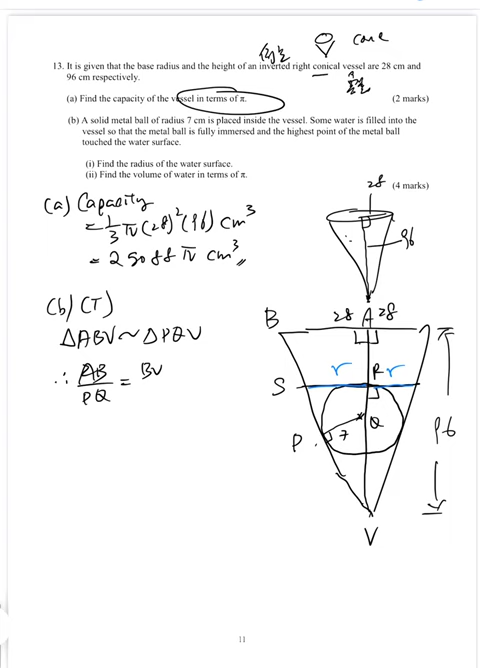 cone
13. It is given that the base radius and the height of an inverted right conical vessel are 28 cm and
96 cm respectively.
(a) Find the capacity of the vessel in terms of π. (2 marks)
(b) A solid metal ball of radius 7 cm is placed inside the vessel. Some water is filled into the
vessel so that the metal ball is fully immersed and the highest point of the metal ball
touched the water surface.
(i) Find the radius of the water surface.
(ii) Find the volume of water in terms of π.
(4 marks)
28
96
(a) Capacity
= 1/3 π (28)² (96) cm³
= 25088 π cm³
(b) (I)
△ABV ~ △PQV
∴ AB/PQ = BV
B 28 A 28
r R r
S
Q
P 7
96
V
11